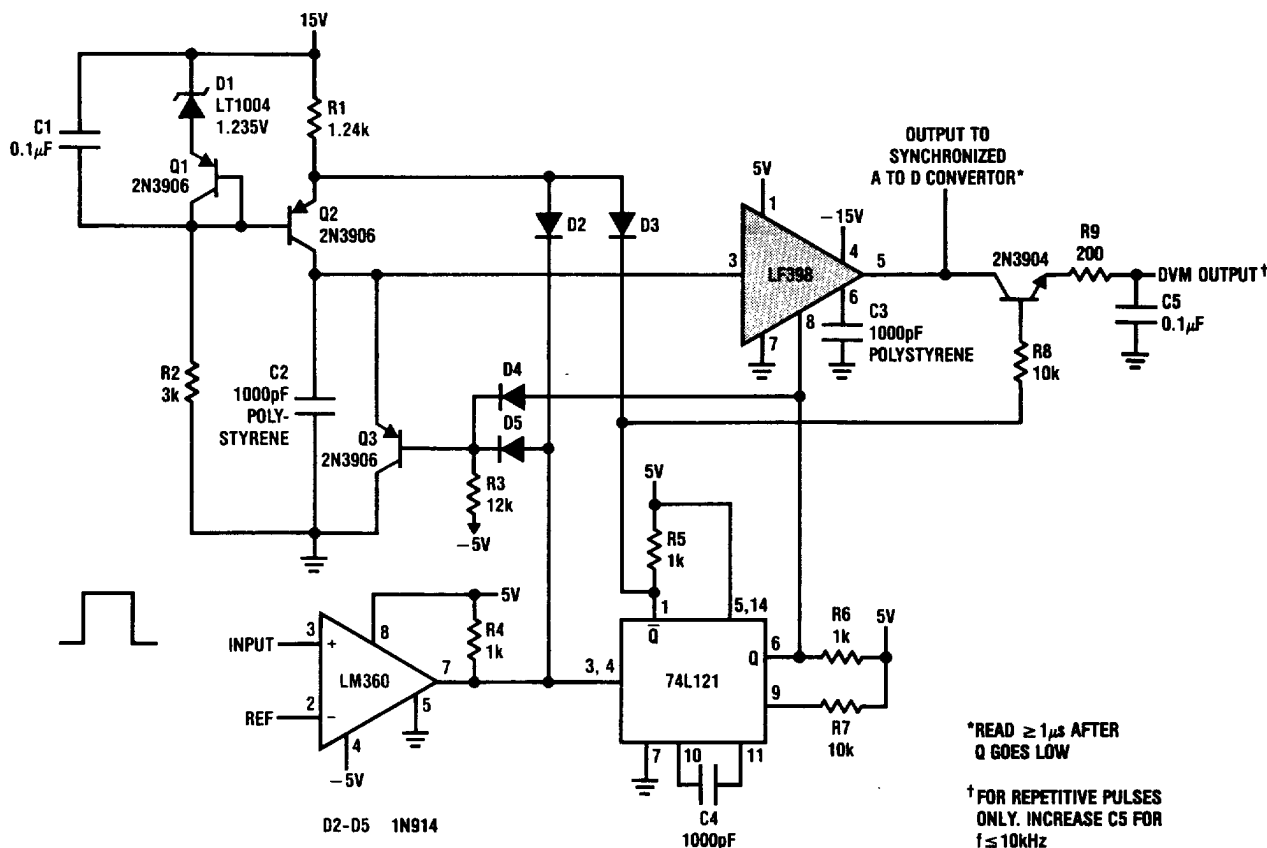 15V
D1
LT1004
1.235V
R1
1.24k
C1
0.1µF
Q1
2N3906
Q2
2N3906
D2
D3
OUTPUT TO
SYNCHRONIZED
A TO D CONVERTOR*
5V
1
−15V
4
3
LF398
5
6
8
7
C3
1000pF
POLYSTYRENE
2N3904
R9
200
DVM OUTPUT†
C5
0.1µF
R8
10k
R2
3k
C2
1000pF
POLY-
STYRENE
D4
D5
Q3
2N3906
R3
12k
−5V
5V
R5
1k
1
5,14
Q̅
INPUT
3
+
8
5V
R4
1k
LM360
7
REF
2
−
5
4
−5V
3, 4
74L121
Q
6
R6
1k
5V
9
R7
10k
7
10
11
C4
1000pF
D2-D5 1N914
*READ ≥ 1µs AFTER
Q GOES LOW
†FOR REPETITIVE PULSES
ONLY. INCREASE C5 FOR
f ≤ 10kHz